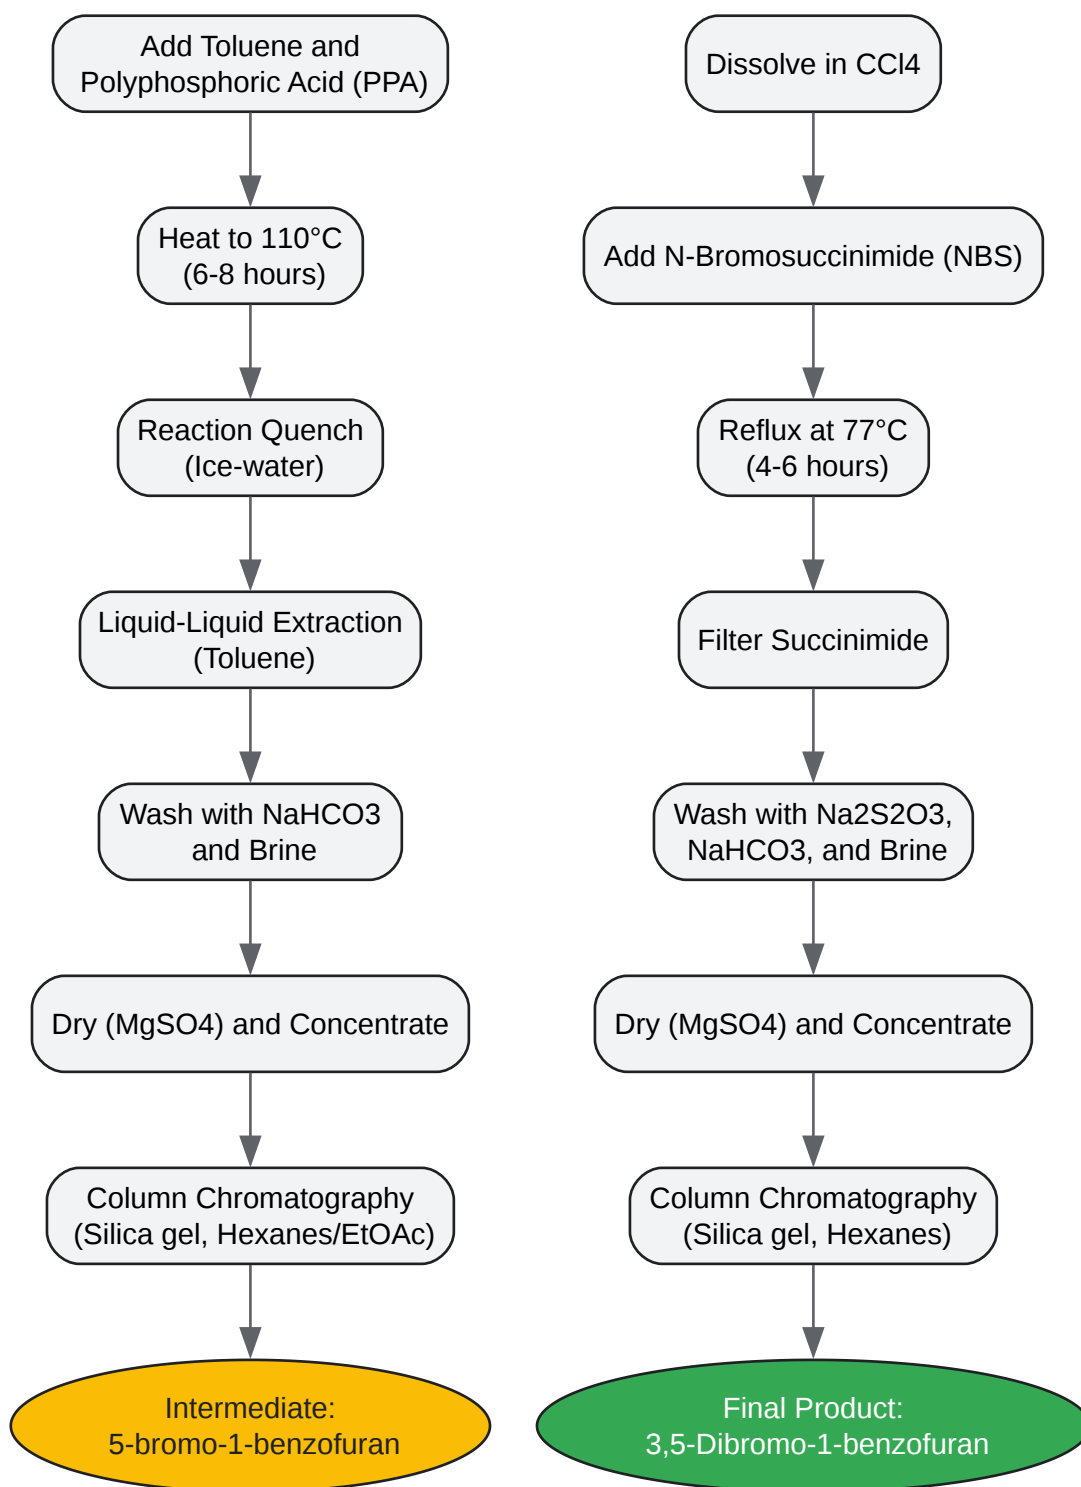 Add Toluene and
Polyphosphoric Acid (PPA)
Heat to 110°C
(6-8 hours)
Reaction Quench
(Ice-water)
Liquid-Liquid Extraction
(Toluene)
Wash with NaHCO3
and Brine
Dry (MgSO4) and Concentrate
Column Chromatography
(Silica gel, Hexanes/EtOAc)
Intermediate:
5-bromo-1-benzofuran
Dissolve in CCl4
Add N-Bromosuccinimide (NBS)
Reflux at 77°C
(4-6 hours)
Filter Succinimide
Wash with Na2S2O3,
NaHCO3, and Brine
Dry (MgSO4) and Concentrate
Column Chromatography
(Silica gel, Hexanes)
Final Product:
3,5-Dibromo-1-benzofuran